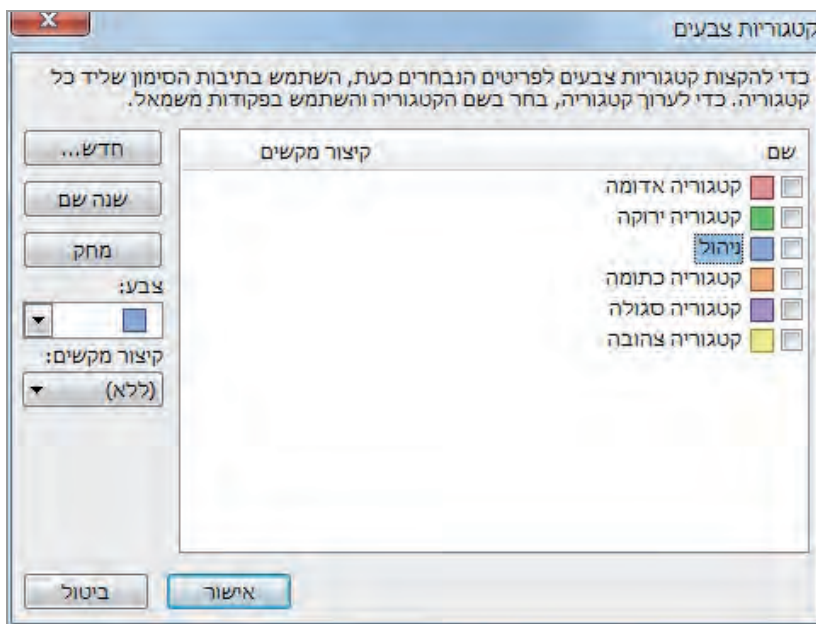 קטגוריות צבעים
X
כדי להקצות קטגוריות צבעים לפריטים הנבחרים כעת, השתמש בתיבות הסימון שליד כל
קטגוריה. כדי לערוך קטגוריה, בחר בשם הקטגוריה והשתמש בפקודות משמאל.
שם קיצור מקשים
קטגוריה אדומה
קטגוריה ירוקה
ניהול
קטגוריה כתומה
קטגוריה סגולה
קטגוריה צהובה
חדש...
שנה שם
מחק
צבע:
קיצור מקשים:
(ללא)
אישור
ביטול